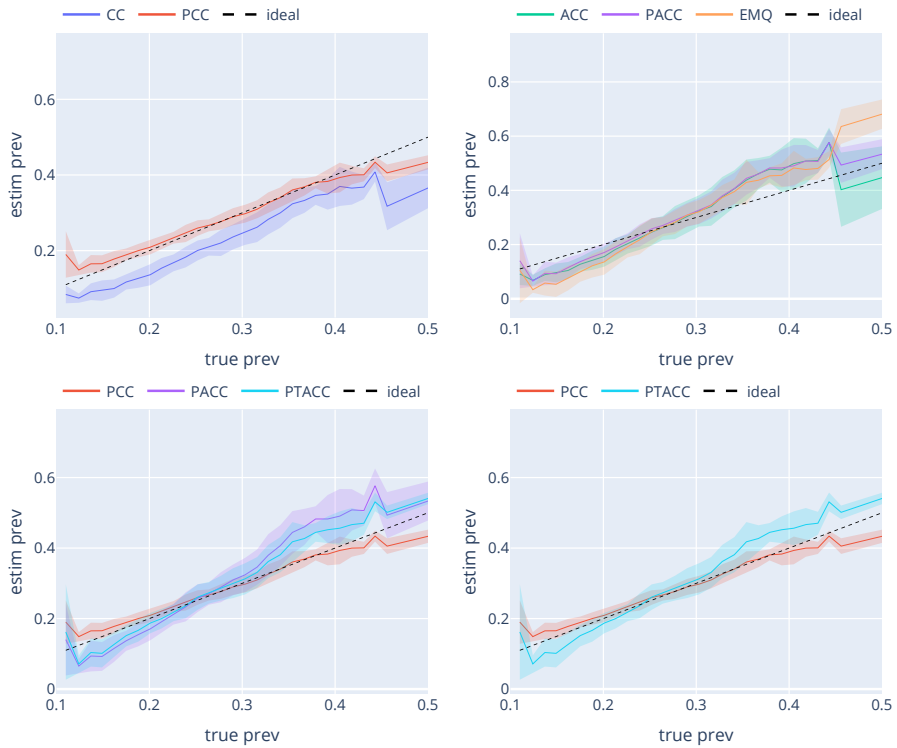 CC PCC ideal
0.6
0.4
0.2
estim prev
0.1 0.2 0.3 0.4 0.5
true prev
ACC PACC EMQ ideal
0.8
0.6
0.4
0.2
0
estim prev
0.1 0.2 0.3 0.4 0.5
true prev
PCC PACC PTACC ideal
0.6
0.4
0.2
0
estim prev
0.1 0.2 0.3 0.4 0.5
true prev
PCC PTACC ideal
0.6
0.4
0.2
0
estim prev
0.1 0.2 0.3 0.4 0.5
true prev